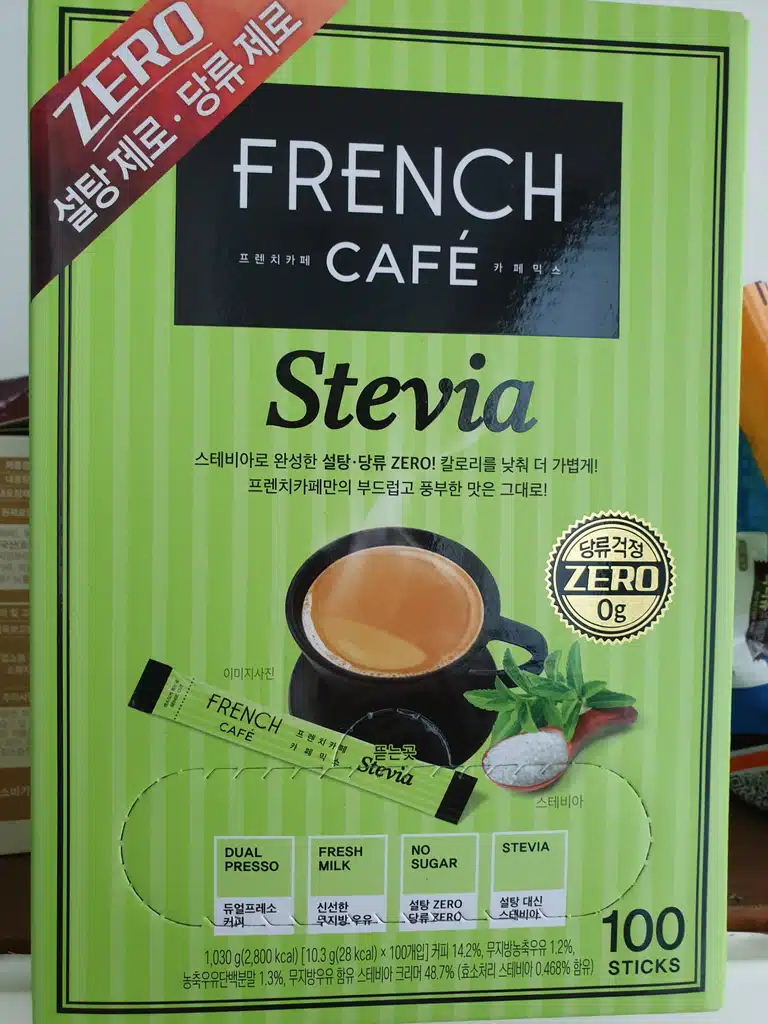 ZERO
설탕 제로 · 당류 제로
FRENCH
프렌치카페 CAFÉ 카페믹스
Stevia
스테비아로 완성한 설탕·당류 ZERO! 칼로리를 낮춰 더 가볍게!
프렌치카페만의 부드럽고 풍부한 맛은 그대로!
당류걱정
ZERO
0g
이미지사진
FRENCH
CAFÉ
프렌치카페
카페믹스
Stevia
뜯는곳
스테비아
DUAL
PRESSO
듀얼프레소
커피
FRESH
MILK
신선한
무지방 우유
NO
SUGAR
설탕 ZERO
당류 ZERO
STEVIA
설탕 대신
스테비아
100
STICKS
1,030 g(2,800 kcal) [10.3 g(28 kcal) × 100개입] 커피 14.2%, 무지방농축우유 1.2%,
농축우유단백분말 1.3%, 무지방우유 함유 스테비아 크리머 48.7% (효소처리 스테비아 0.468% 함유)